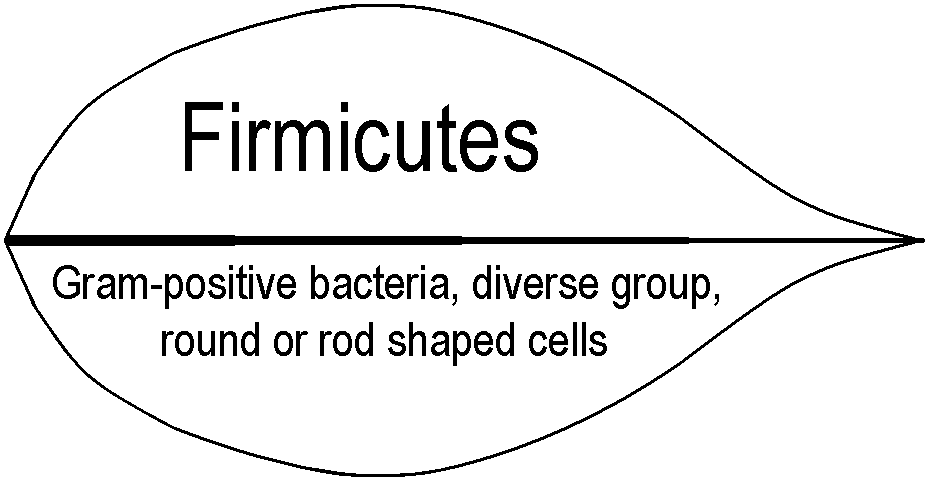 Firmicutes
Gram-positive bacteria, diverse group,
round or rod shaped cells